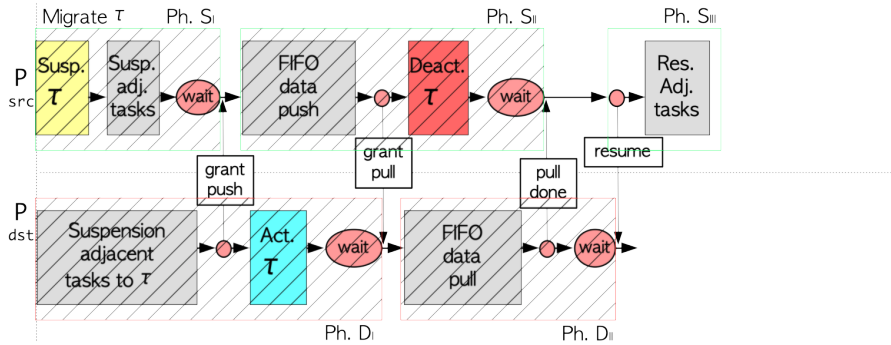 Migrate τ
Ph. SI
Ph. SII
Ph. SIII
P
src
Susp.
τ
Susp.
adj.
tasks
wait
FIFO
data
push
Deact.
τ
wait
Res.
Adj.
tasks
grant
push
grant
pull
pull
done
resume
P
dst
Suspension
adjacent
tasks to τ
Act.
τ
wait
FIFO
data
pull
wait
Ph. DI
Ph. DII